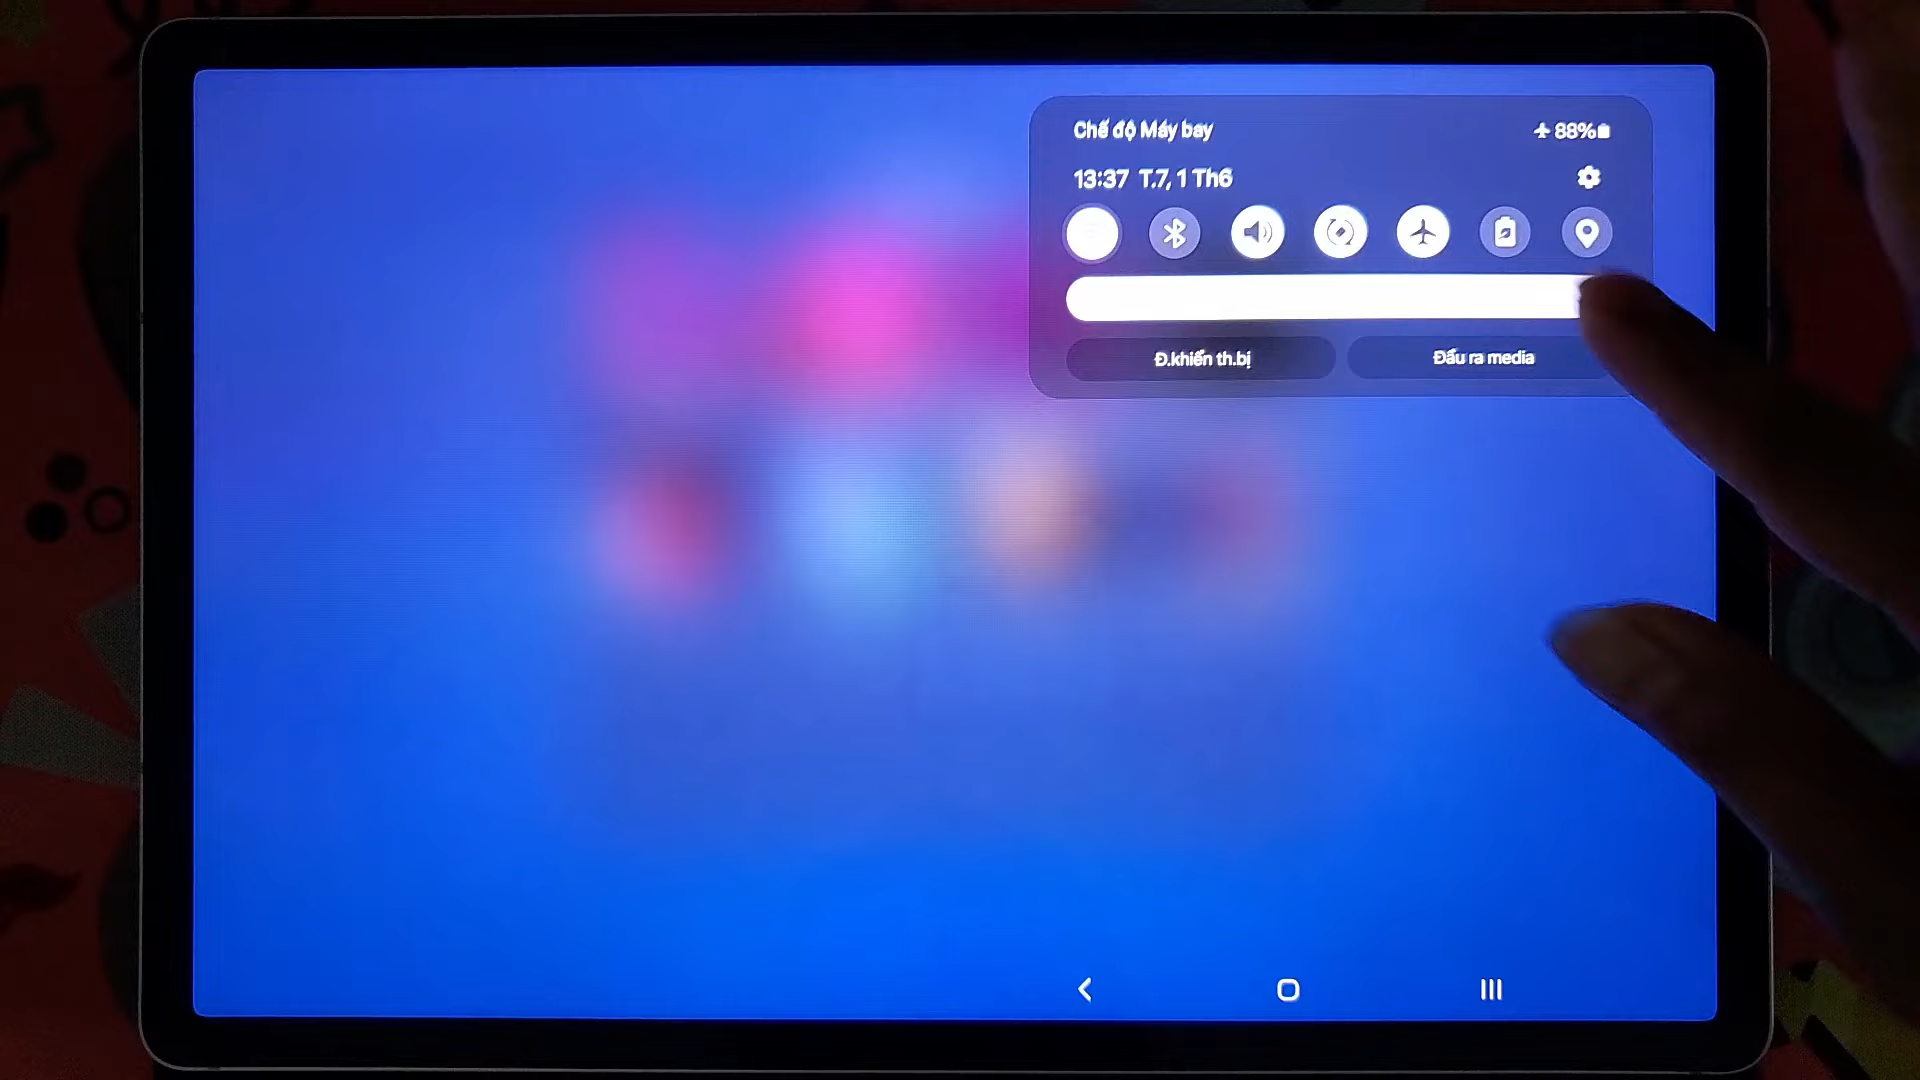 Chế độ Máy bay
88%
13:37 T.7, 1 Th6
Đ.khiển th.bị
Đầu ra media